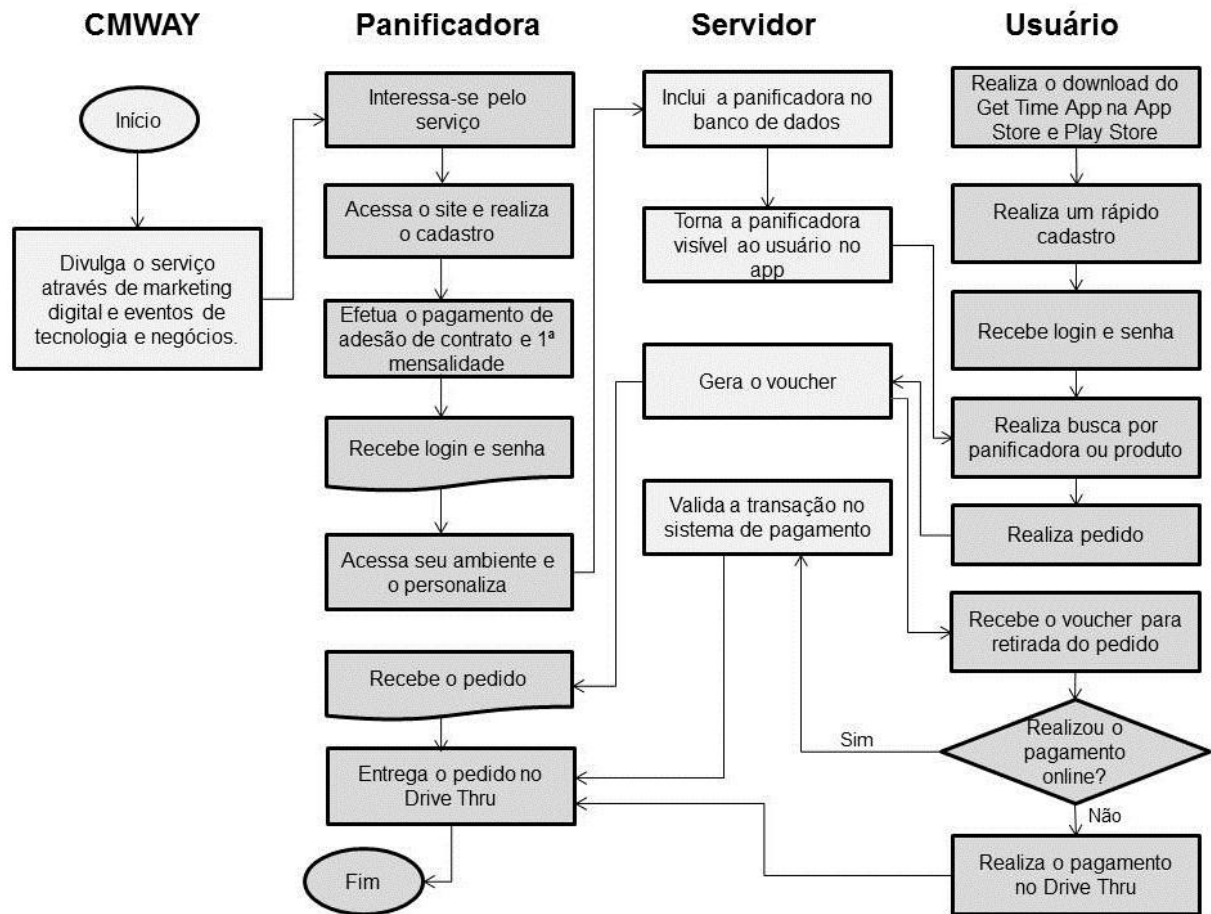 CMWAY
Panificadora
Servidor
Usuário
Início
Divulga o serviço
através de marketing
digital e eventos de
tecnologia e negócios.
Interessa-se pelo
serviço
Acessa o site e realiza
o cadastro
Efetua o pagamento de
adesão de contrato e 1ª
mensalidade
Recebe login e senha
Acessa seu ambiente e
o personaliza
Recebe o pedido
Entrega o pedido no
Drive Thru
Fim
Inclui a panificadora no
banco de dados
Torna a panificadora
visível ao usuário no
app
Gera o voucher
Valida a transação no
sistema de pagamento
Realiza o download do
Get Time App na App
Store e Play Store
Realiza um rápido
cadastro
Recebe login e senha
Realiza busca por
panificadora ou produto
Realiza pedido
Recebe o voucher para
retirada do pedido
Realizou o
pagamento
online?
Sim
Não
Realiza o pagamento
no Drive Thru